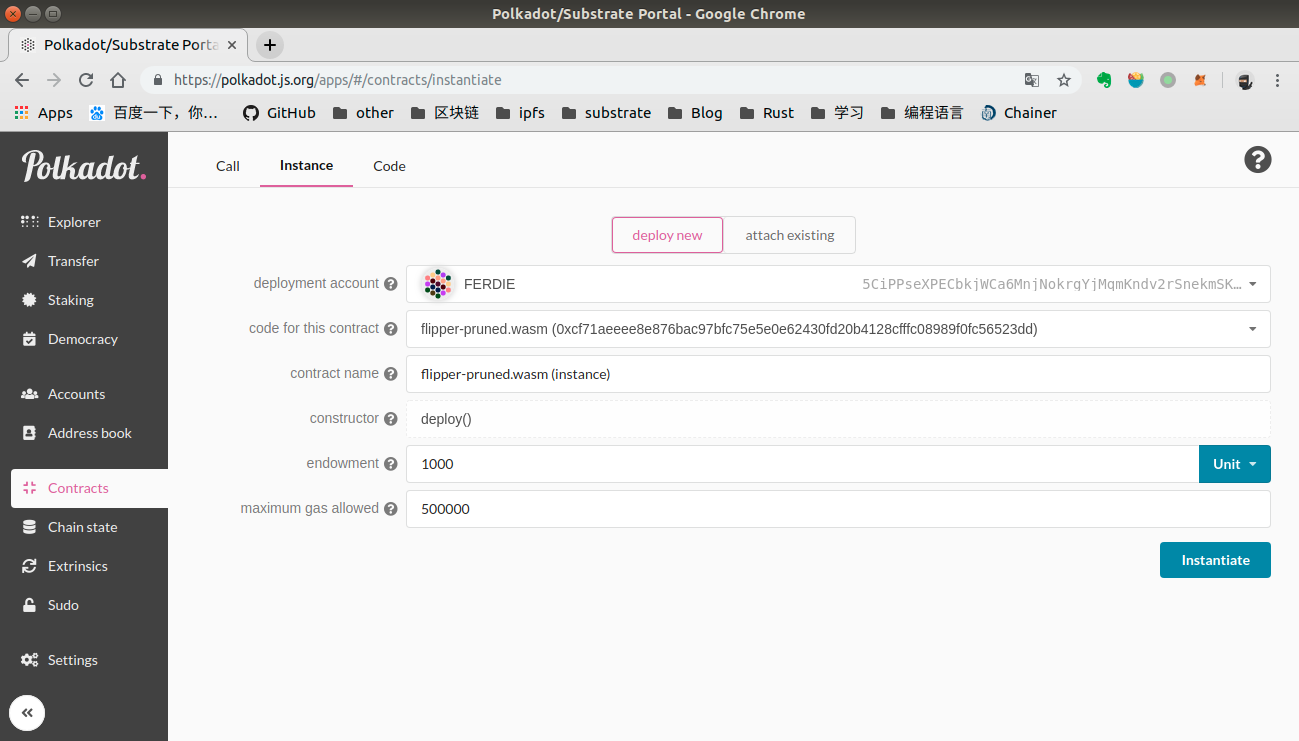 Polkadot/Substrate Portal - Google Chrome
Polkadot/Substrate Porta
https://polkadot.js.org/apps/#/contracts/instantiate
Apps 百度一下，你... GitHub other 区块链 ipfs substrate Blog Rust 学习 编程语言 Chainer
Polkadot.
Call Instance Code
deploy new attach existing
Explorer
Transfer
Staking
Democracy
Accounts
Address book
Contracts
Chain state
Extrinsics
Sudo
Settings
deployment account FERDIE 5CiPPseXPECbkjWCa6MnjNokrgYjMqmKndv2rSnekmSK...
code for this contract flipper-pruned.wasm (0xcf71aeeee8e876bac97bfc75e5e0e62430fd20b4128cfffc08989f0fc56523dd)
contract name flipper-pruned.wasm (instance)
constructor deploy()
endowment 1000 Unit
maximum gas allowed 500000
Instantiate